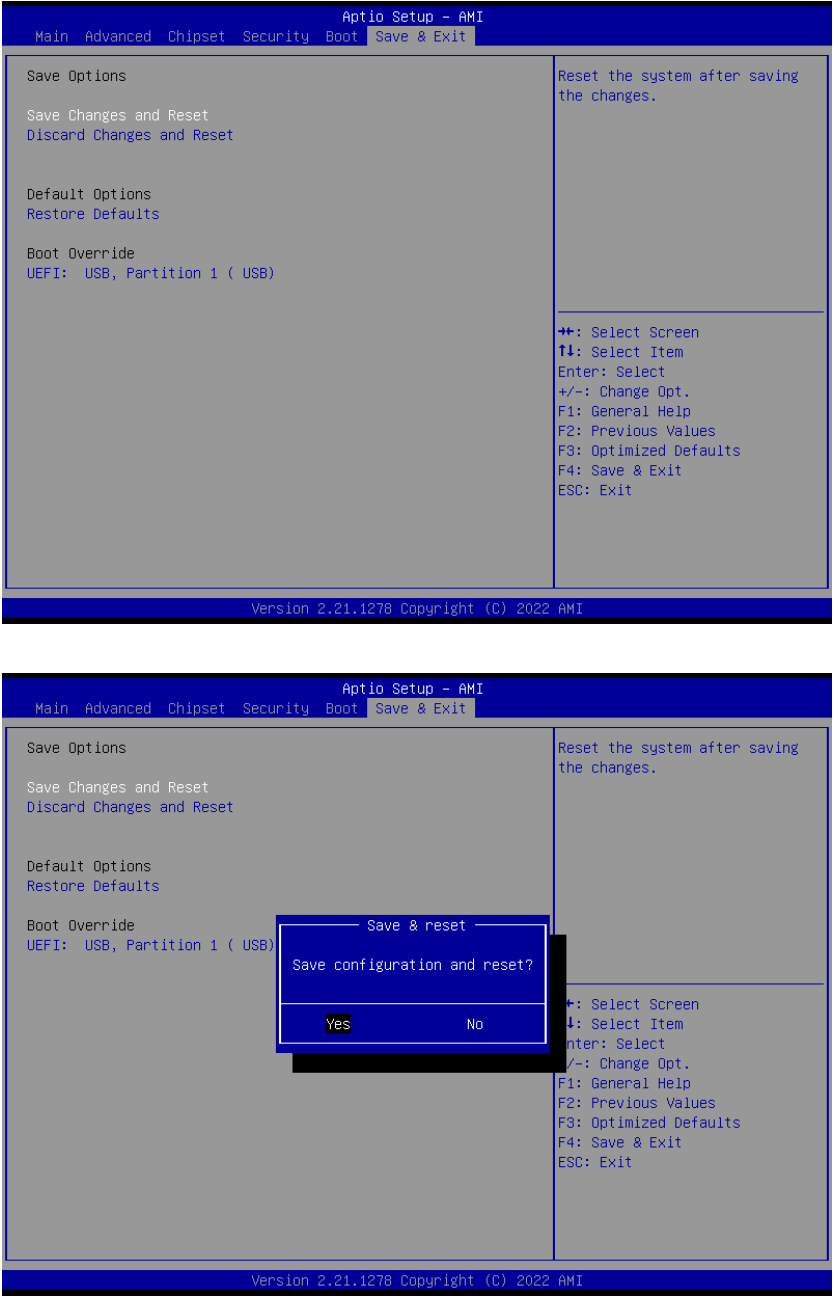 Aptio Setup – AMI
Main Advanced Chipset Security Boot Save & Exit
Save Options
Save Changes and Reset
Discard Changes and Reset
Default Options
Restore Defaults
Boot Override
UEFI: USB, Partition 1 ( USB)
Reset the system after saving
the changes.
→←: Select Screen
↑↓: Select Item
Enter: Select
+/-: Change Opt.
F1: General Help
F2: Previous Values
F3: Optimized Defaults
F4: Save & Exit
ESC: Exit
Version 2.21.1278 Copyright (C) 2022 AMI
Aptio Setup – AMI
Main Advanced Chipset Security Boot Save & Exit
Save Options
Save Changes and Reset
Discard Changes and Reset
Default Options
Restore Defaults
Boot Override
UEFI: USB, Partition 1 ( USB)
Save & reset
Save configuration and reset?
Yes No
Reset the system after saving
the changes.
←: Select Screen
↓: Select Item
nter: Select
/-: Change Opt.
F1: General Help
F2: Previous Values
F3: Optimized Defaults
F4: Save & Exit
ESC: Exit
Version 2.21.1278 Copyright (C) 2022 AMI